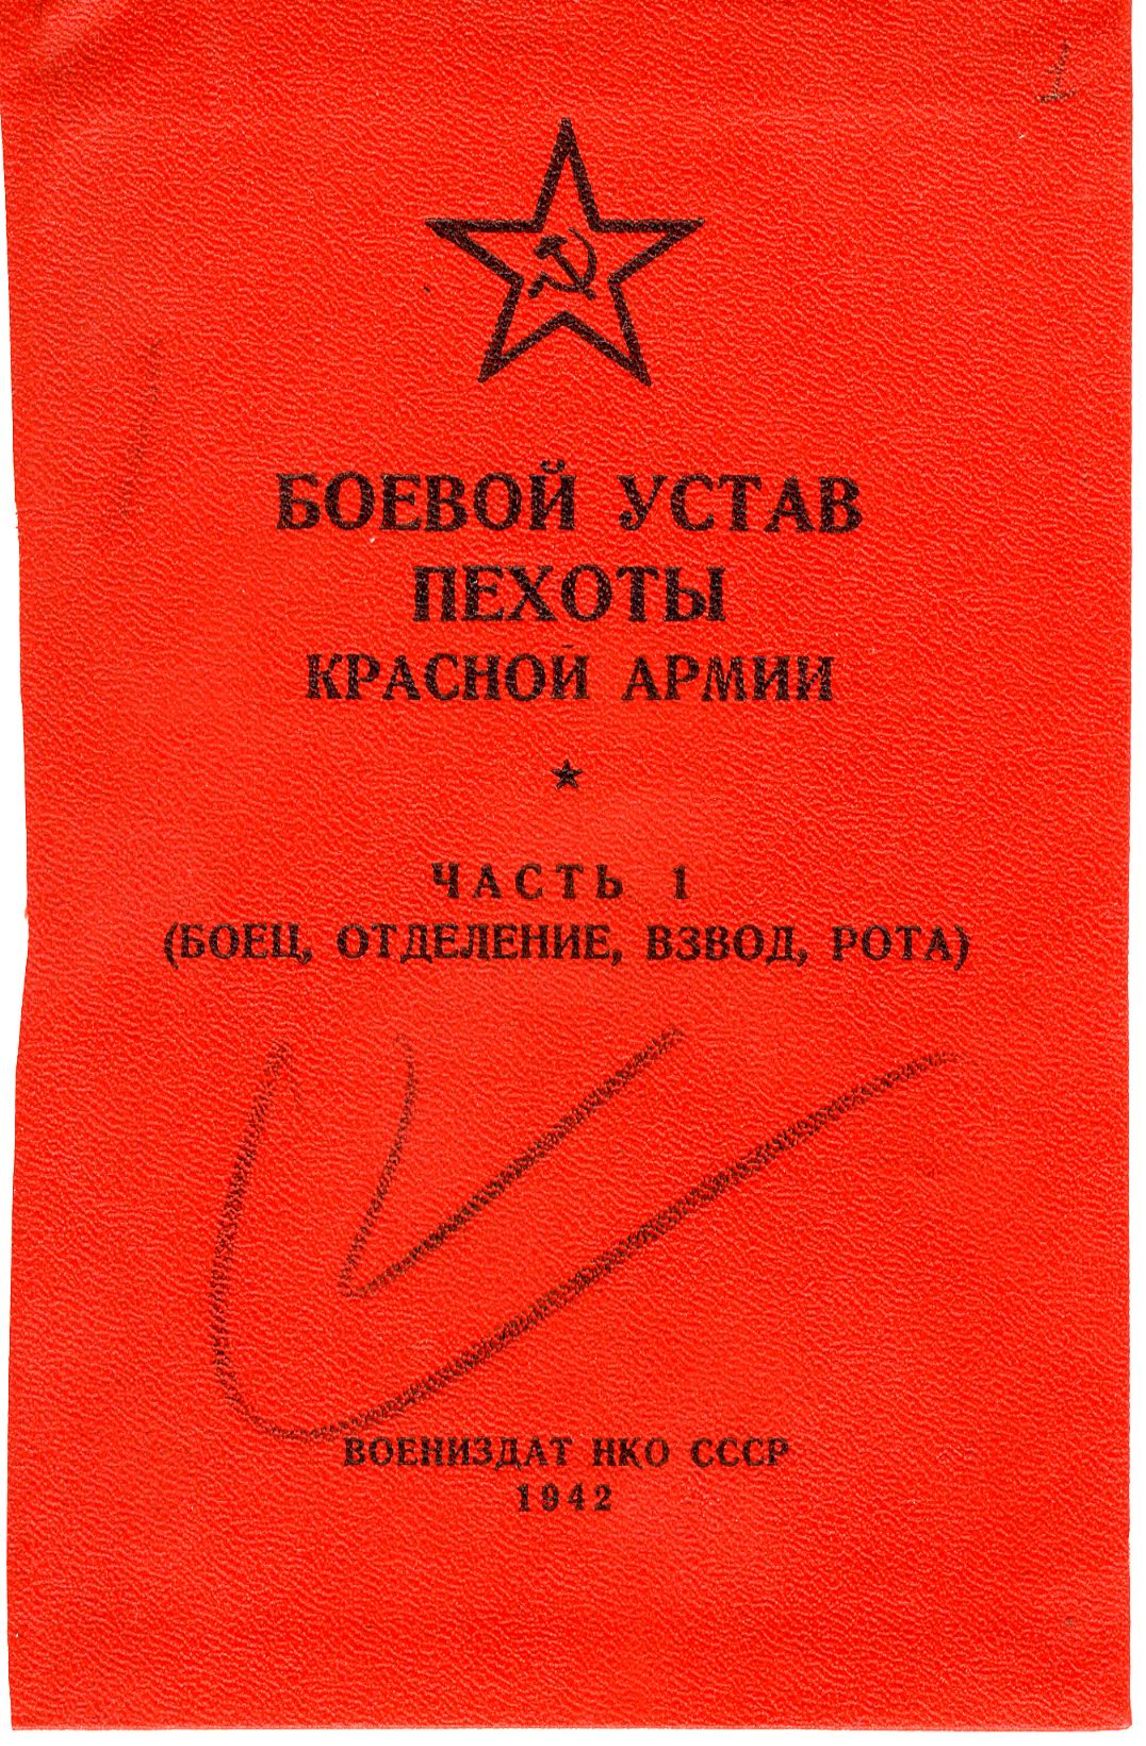 БОЕВОЙ УСТАВ
ПЕХОТЫ
КРАСНОЙ АРМИИ
ЧАСТЬ 1
(БОЕЦ, ОТДЕЛЕНИЕ, ВЗВОД, РОТА)
ВОЕНИЗДАТ НКО СССР
1942